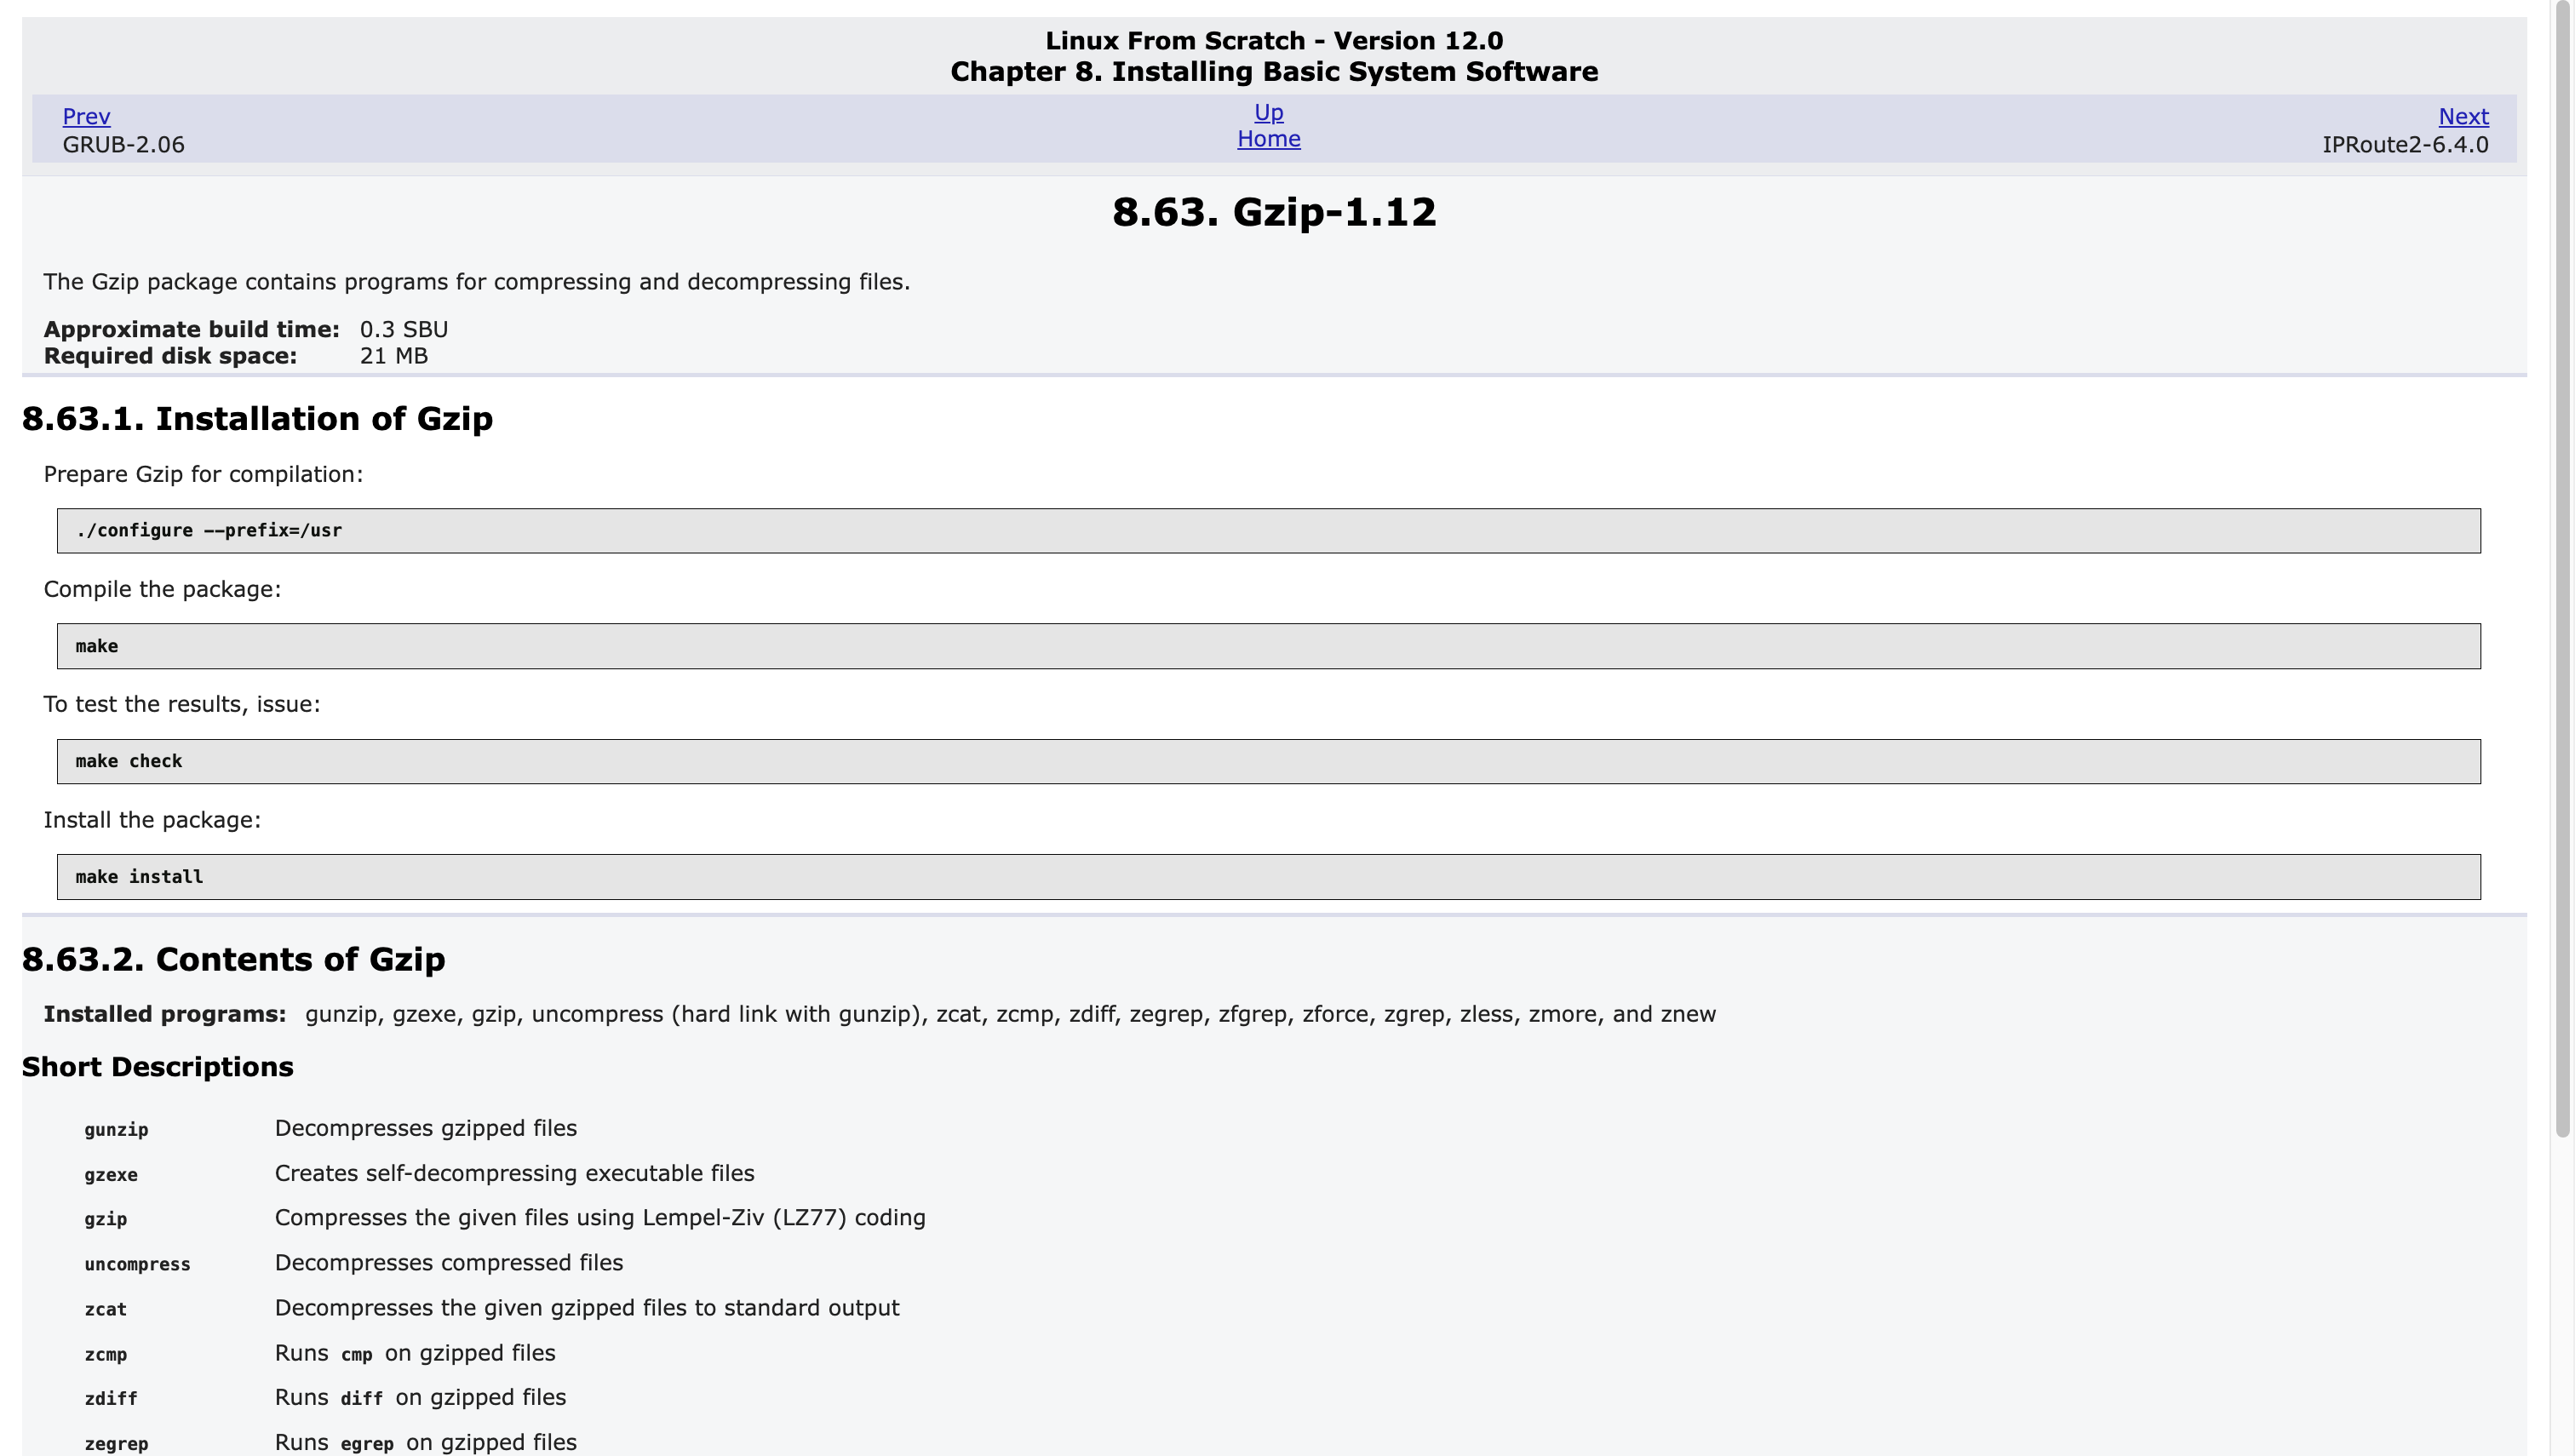 Linux From Scratch - Version 12.0
Chapter 8. Installing Basic System Software
Prev
GRUB-2.06
Up
Home
Next
IPRoute2-6.4.0
8.63. Gzip-1.12
The Gzip package contains programs for compressing and decompressing files.
Approximate build time: 0.3 SBU
Required disk space: 21 MB
8.63.1. Installation of Gzip
Prepare Gzip for compilation:
./configure --prefix=/usr
Compile the package:
make
To test the results, issue:
make check
Install the package:
make install
8.63.2. Contents of Gzip
Installed programs: gunzip, gzexe, gzip, uncompress (hard link with gunzip), zcat, zcmp, zdiff, zegrep, zfgrep, zforce, zgrep, zless, zmore, and znew
Short Descriptions
gunzip Decompresses gzipped files
gzexe Creates self-decompressing executable files
gzip Compresses the given files using Lempel-Ziv (LZ77) coding
uncompress Decompresses compressed files
zcat Decompresses the given gzipped files to standard output
zcmp Runs cmp on gzipped files
zdiff Runs diff on gzipped files
zegrep Runs egrep on gzipped files